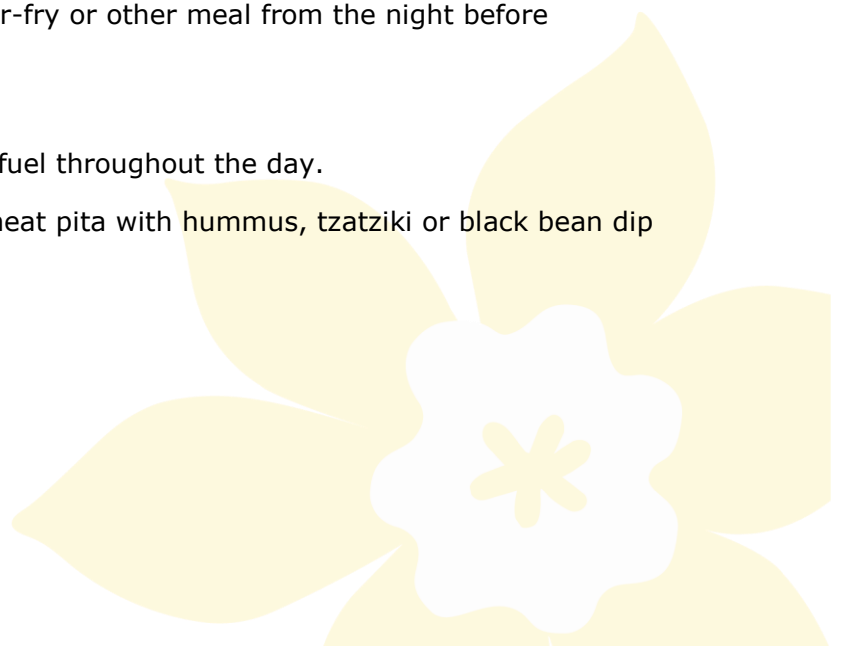 r-fry or other meal from the night before
fuel throughout the day.
heat pita with hummus, tzatziki or black bean dip